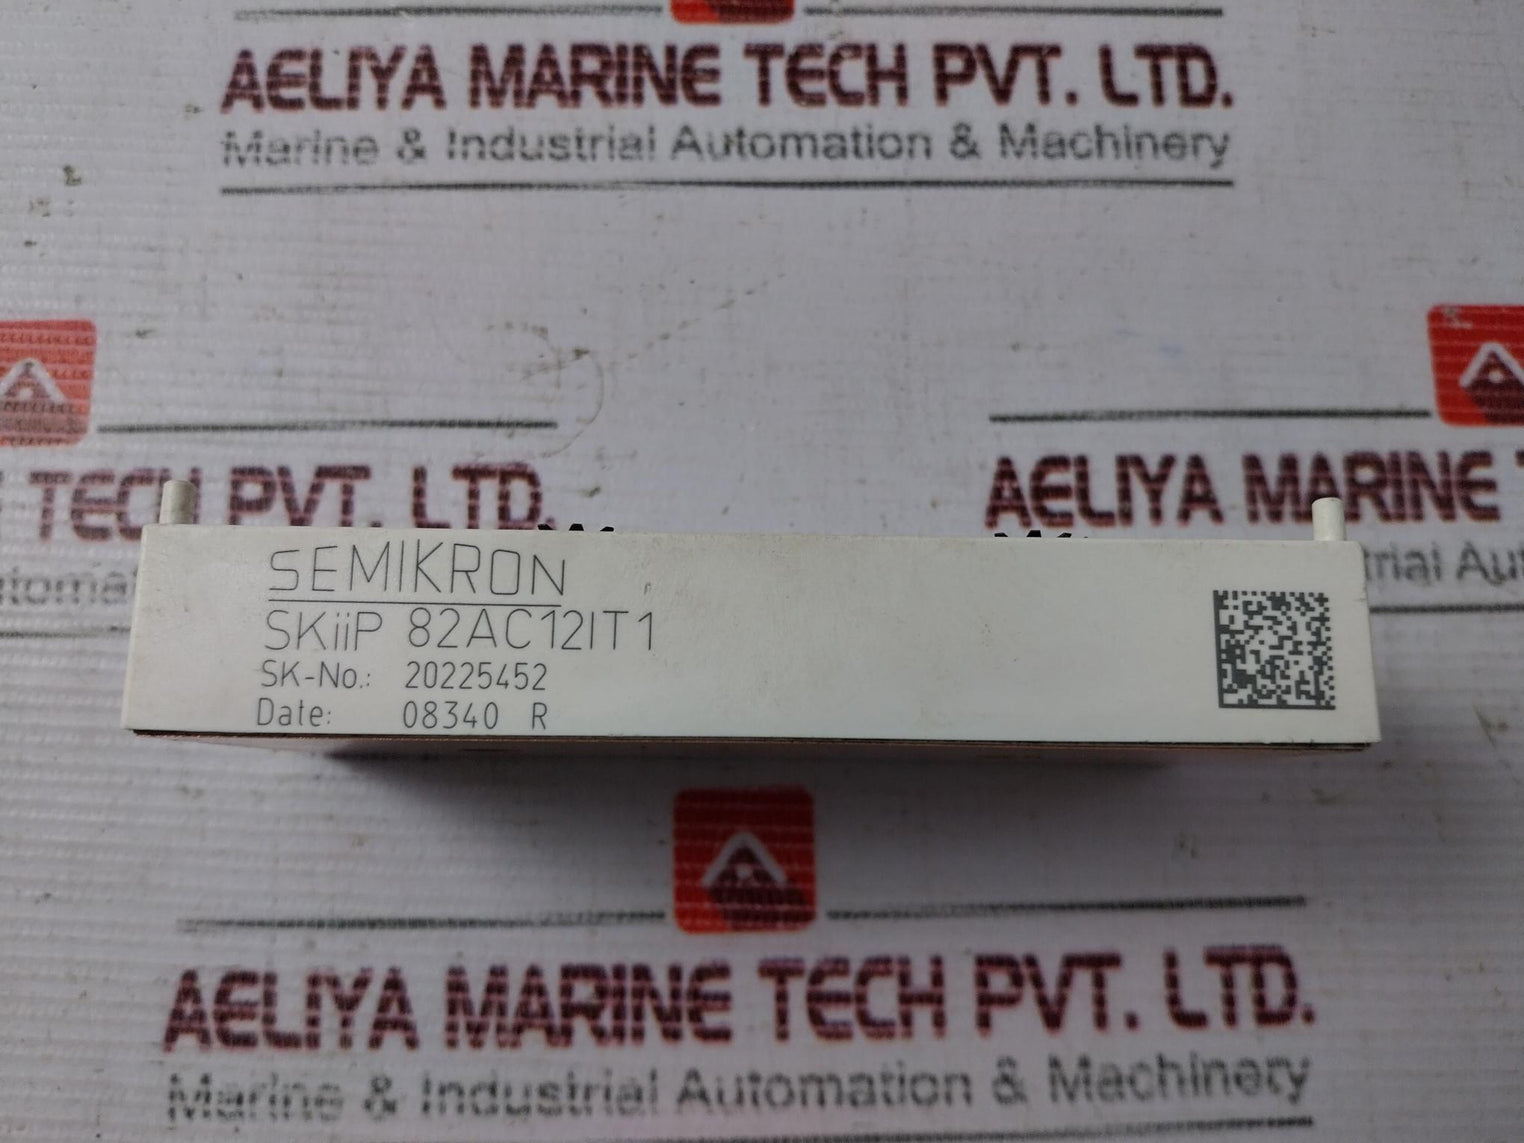 AELIYA MARINE TECH PVT. LTD.
Marine & Industrial Automation & Machinery
TECH PVT. LTD.
AELIYA MARINE
SEMIKRON
SKiiP 82AC12IT1
SK-No.: 20225452
Date: 08340 R
AELIYA MARINE TECH PVT. LTD.
Marine & Industrial Automation & Machinery